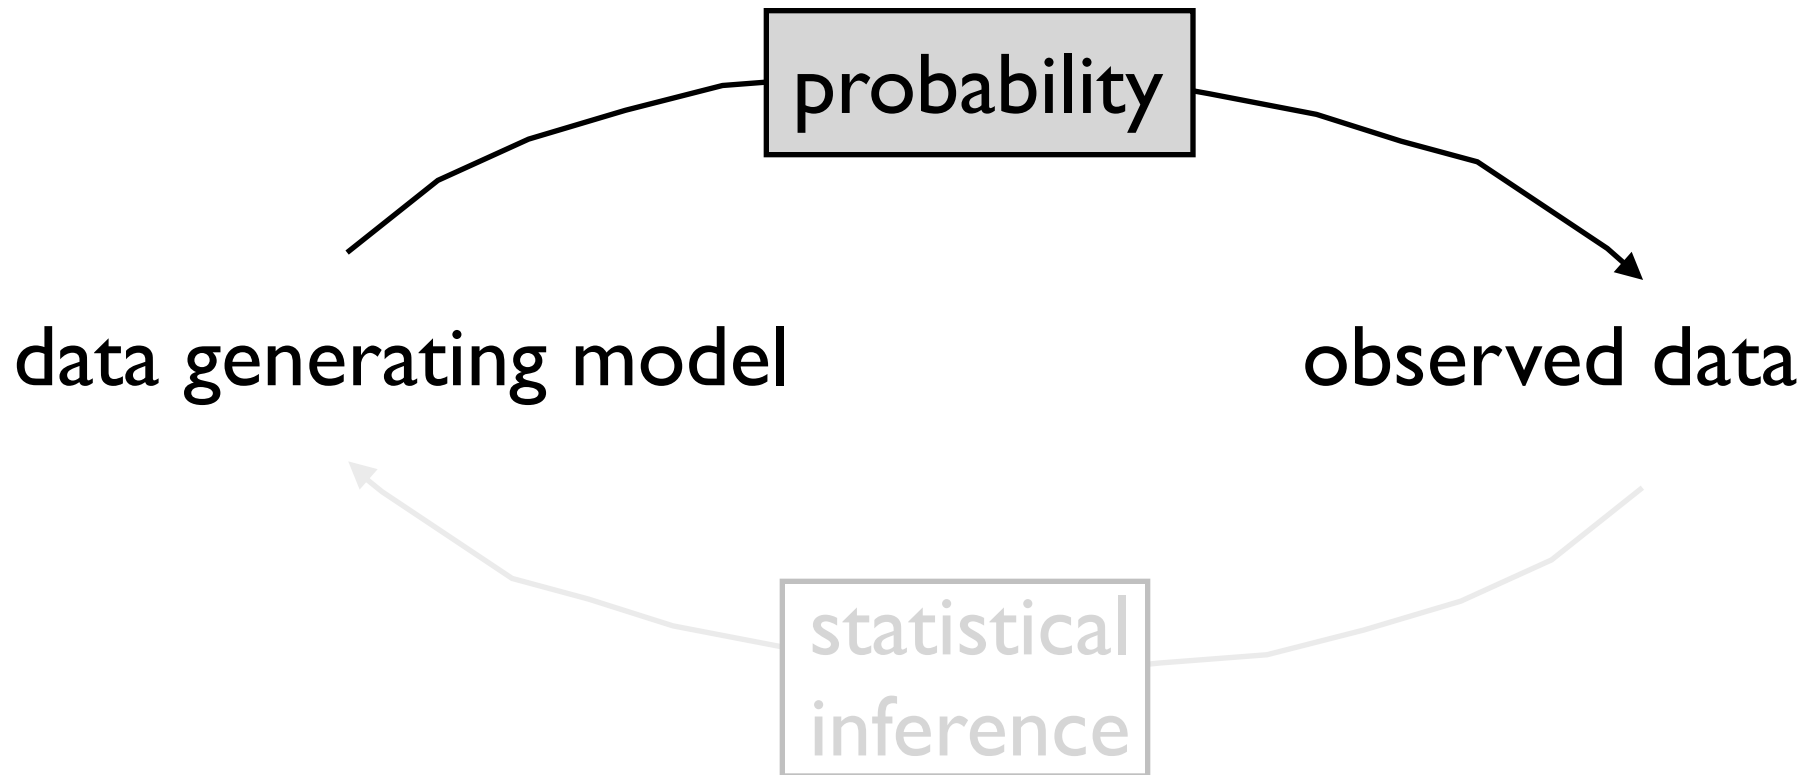 probability
data generating model
observed data
statistical
inference